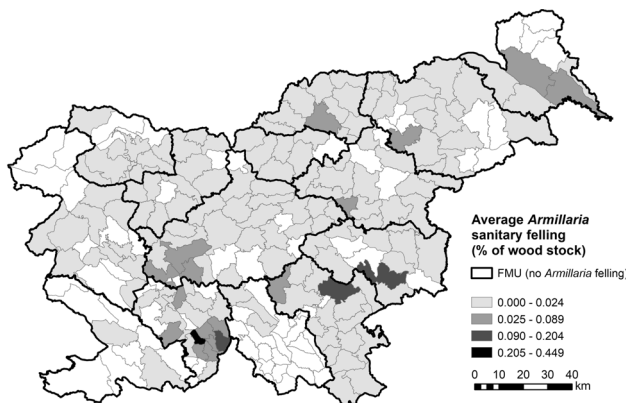 Average Armillaria
sanitary felling
(% of wood stock)
FMU (no Armillaria felling)
0.000 - 0.024
0.025 - 0.089
0.090 - 0.204
0.205 - 0.449
0 10 20 30 40
km